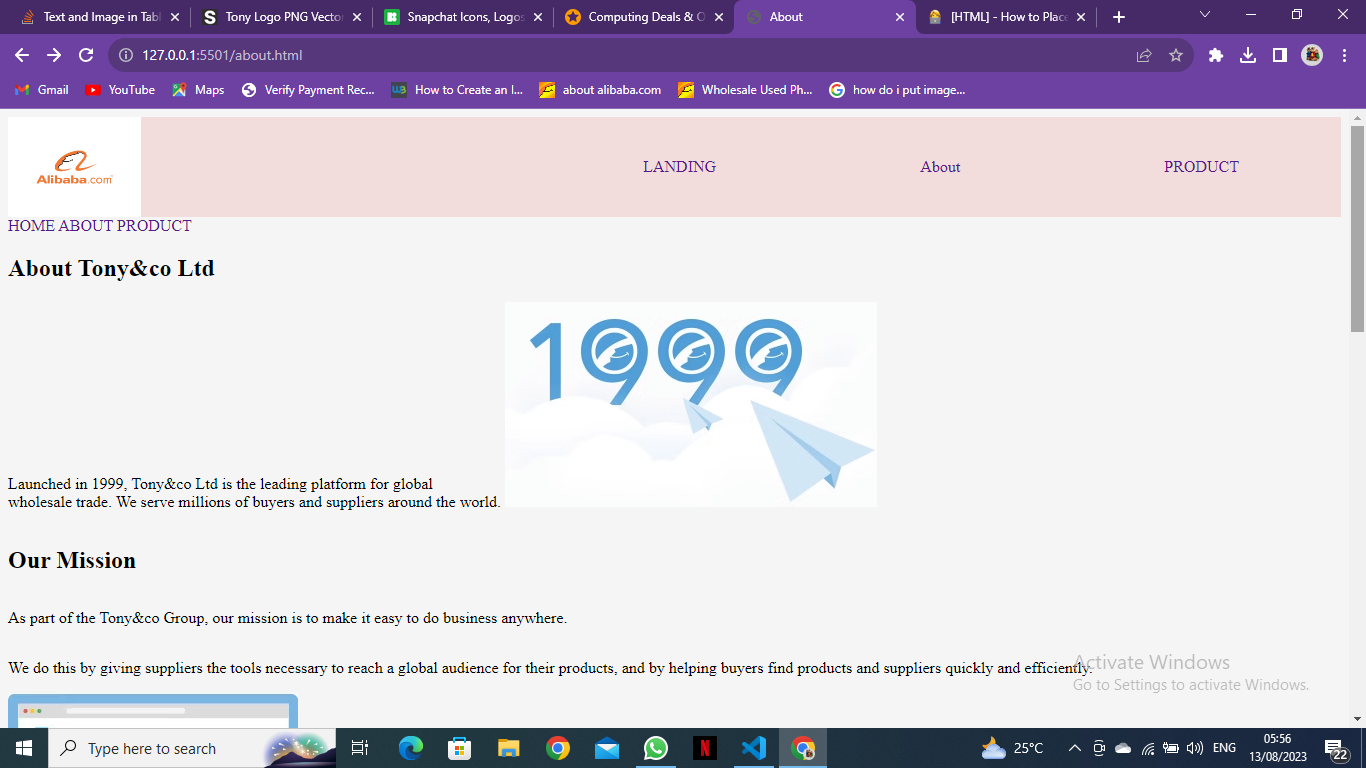 Text and Image in Tabl
Tony Logo PNG Vector
Snapchat Icons, Logos
Computing Deals & O
About
[HTML] - How to Place
127.0.0.1:5501/about.html
Gmail
YouTube
Maps
Verify Payment Rec...
How to Create an I...
about alibaba.com
Wholesale Used Ph...
how do i put image...
Alibaba.com
LANDING
About
PRODUCT
HOME ABOUT PRODUCT
About Tony&co Ltd
1999
Launched in 1999, Tony&co Ltd is the leading platform for global
wholesale trade. We serve millions of buyers and suppliers around the world.
Our Mission
As part of the Tony&co Group, our mission is to make it easy to do business anywhere.
We do this by giving suppliers the tools necessary to reach a global audience for their products, and by helping buyers find products and suppliers quickly and efficiently.
Activate Windows
Go to Settings to activate Windows.
Type here to search
25°C
ENG
05:56
13/08/2023
22